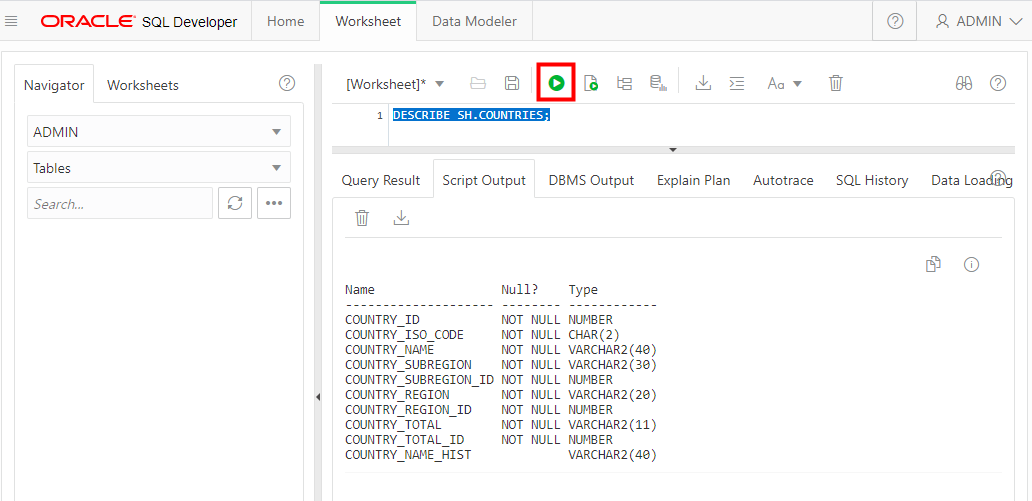 ORACLE SQL Developer Home Worksheet Data Modeler ? ADMIN
Navigator Worksheets ?
ADMIN
Tables
Search... •••
[Worksheet]* Aa ?
1 DESCRIBE SH.COUNTRIES;
Query Result Script Output DBMS Output Explain Plan Autotrace SQL History Data Loading ?
Name Null? Type
-------------------- -------- ------------
COUNTRY_ID NOT NULL NUMBER
COUNTRY_ISO_CODE NOT NULL CHAR(2)
COUNTRY_NAME NOT NULL VARCHAR2(40)
COUNTRY_SUBREGION NOT NULL VARCHAR2(30)
COUNTRY_SUBREGION_ID NOT NULL NUMBER
COUNTRY_REGION NOT NULL VARCHAR2(20)
COUNTRY_REGION_ID NOT NULL NUMBER
COUNTRY_TOTAL NOT NULL VARCHAR2(11)
COUNTRY_TOTAL_ID NOT NULL NUMBER
COUNTRY_NAME_HIST VARCHAR2(40)